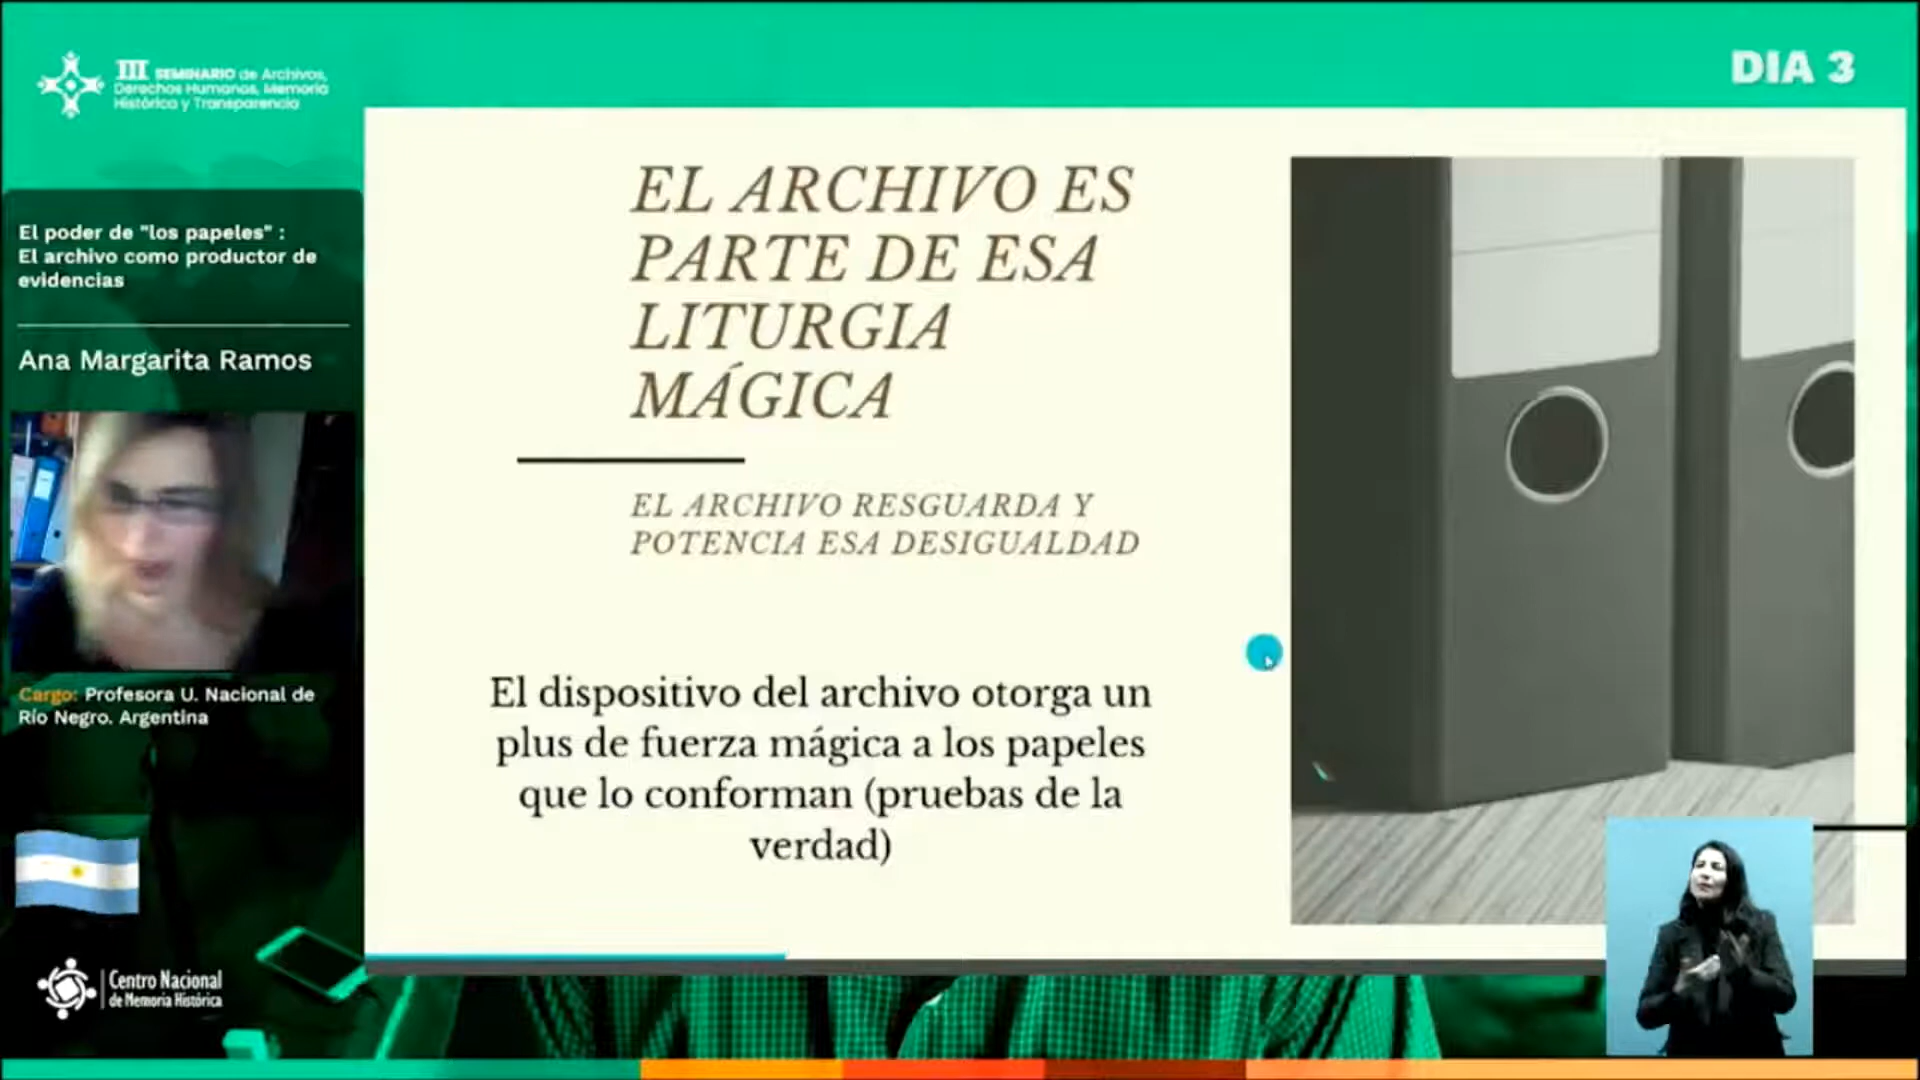 III SEMINARIO de Archivos,
Derechos Humanos, Memoria
Histórica y Transparencia
DIA 3
El poder de "los papeles" :
El archivo como productor de
evidencias
Ana Margarita Ramos
Cargo: Profesora U. Nacional de
Río Negro. Argentina
Centro Nacional
de Memoria Histórica
EL ARCHIVO ES
PARTE DE ESA
LITURGIA
MÁGICA
EL ARCHIVO RESGUARDA Y
POTENCIA ESA DESIGUALDAD
El dispositivo del archivo otorga un
plus de fuerza mágica a los papeles
que lo conforman (pruebas de la
verdad)